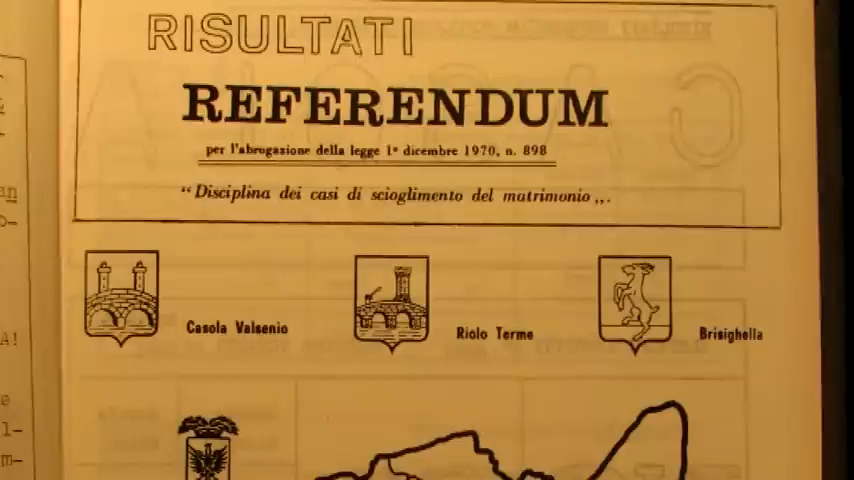 RISULTATI
REFERENDUM
per l'abrogazione della legge 1° dicembre 1970, n. 898
“Disciplina dei casi di scioglimento del matrimonio„.
Casola Valsenio
Riolo Terme
Brisighella